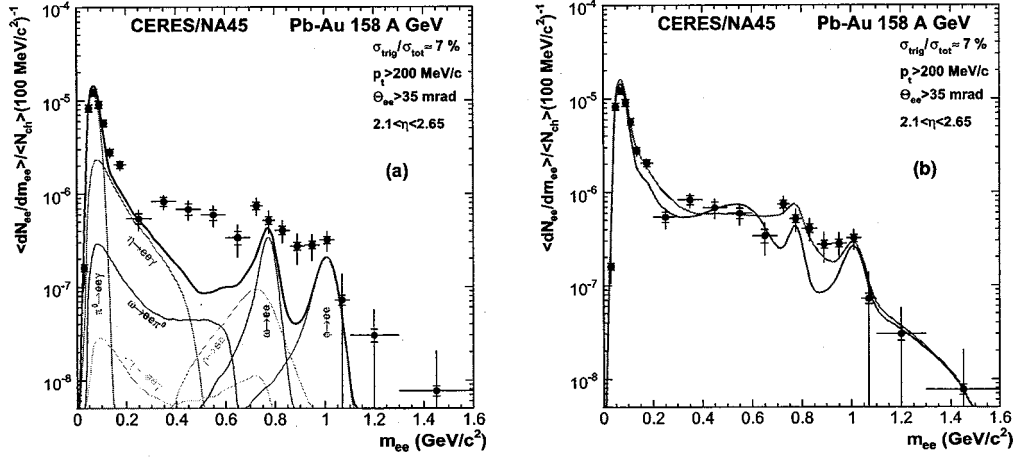 (a)
CERES/NA45 Pb-Au 158 A GeV
σtrig/σtot≈ 7 %
pt>200 MeV/c
Θee>35 mrad
2.1<η<2.65
(a)
<dNee/dmee>/<Nch>(100 MeV/c²)⁻¹
10⁻⁴
10⁻⁵
10⁻⁶
10⁻⁷
10⁻⁸
π⁰→eeγ
η→eeγ
ω→eeπ⁰
ω→ee
φ→ee
0 0.2 0.4 0.6 0.8 1 1.2 1.4 1.6
mee (GeV/c²)
b)
CERES/NA45 Pb-Au 158 A GeV
σtrig/σtot≈ 7 %
pt>200 MeV/c
Θee>35 mrad
2.1<η<2.65
(b)
<dNee/dmee>/<Nch>(100 MeV/c²)⁻¹
10⁻⁴
10⁻⁵
10⁻⁶
10⁻⁷
10⁻⁸
0 0.2 0.4 0.6 0.8 1 1.2 1.4 1.6
mee (GeV/c²)